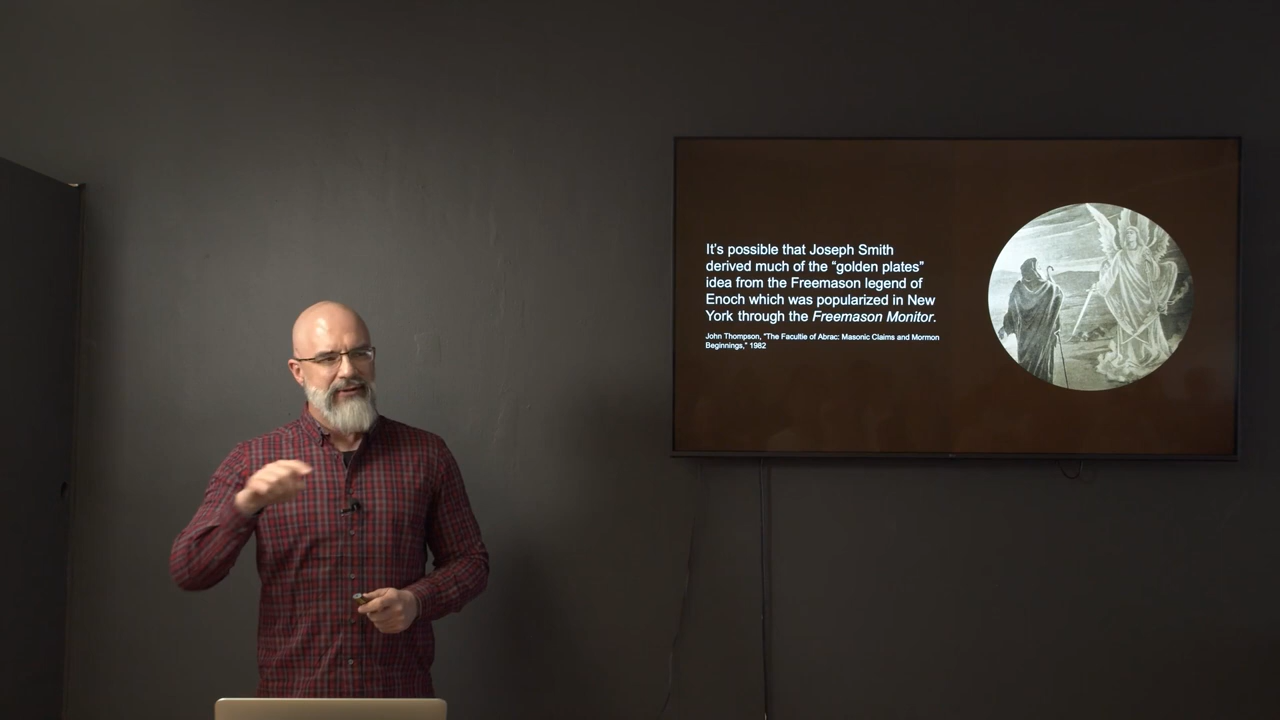 It's possible that Joseph Smith
derived much of the “golden plates”
idea from the Freemason legend of
Enoch which was popularized in New
York through the Freemason Monitor.
John Thompson, "The Facultie of Abrac: Masonic Claims and Mormon
Beginnings," 1982